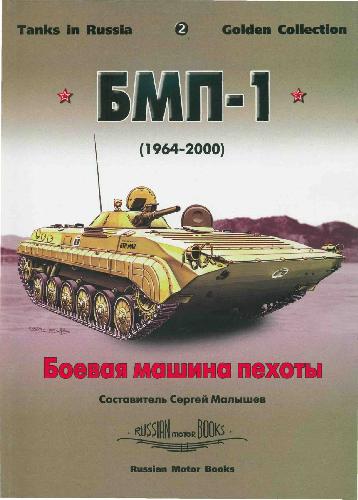 Tanks in Russia 2 Golden Collection
БМП-1
(1964-2000)
Боевая машина пехоты
Составитель Сергей Малышев
RUSSIAN MOTOR BOOKS
Russian Motor Books